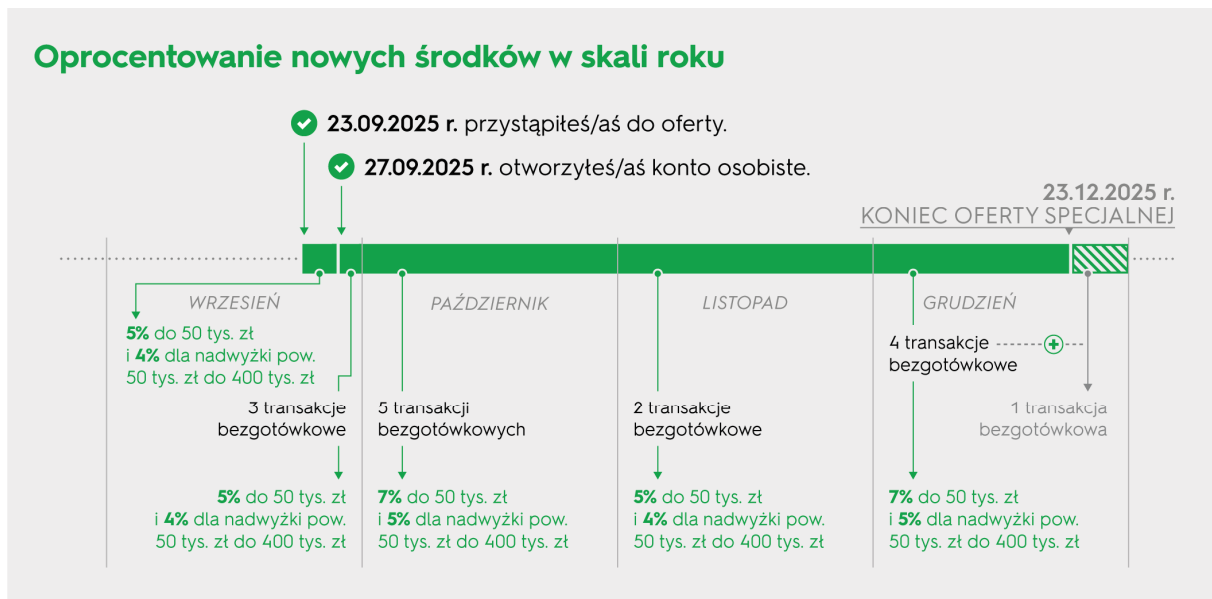 Oprocentowanie nowych środków w skali roku
23.09.2025 r. przystąpiłeś/aś do oferty.
27.09.2025 r. otworzyłeś/aś konto osobiste.
23.12.2025 r.
KONIEC OFERTY SPECJALNEJ
WRZESIEŃ
PAŹDZIERNIK
LISTOPAD
GRUDZIEŃ
5% do 50 tys. zł
i 4% dla nadwyżki pow.
50 tys. zł do 400 tys. zł
3 transakcje
bezgotówkowe
5% do 50 tys. zł
i 4% dla nadwyżki pow.
50 tys. zł do 400 tys. zł
5 transakcji
bezgotówkowych
7% do 50 tys. zł
i 5% dla nadwyżki pow.
50 tys. zł do 400 tys. zł
2 transakcje
bezgotówkowe
5% do 50 tys. zł
i 4% dla nadwyżki pow.
50 tys. zł do 400 tys. zł
4 transakcje
bezgotówkowe
1 transakcja
bezgotówkowa
7% do 50 tys. zł
i 5% dla nadwyżki pow.
50 tys. zł do 400 tys. zł